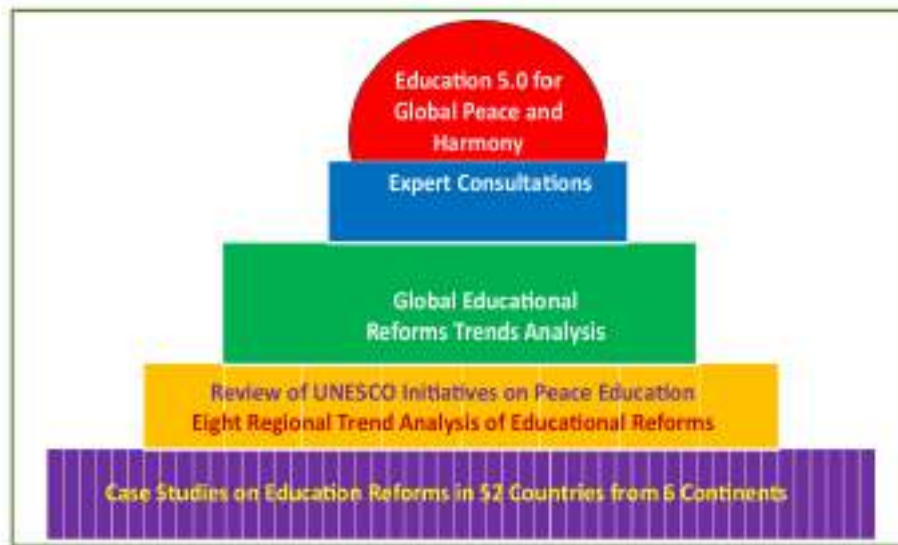 Education 5.0 for
Global Peace and
Harmony
Expert Consultations
Global Educational
Reforms Trends Analysis
Review of UNESCO Initiatives on Peace Education
Eight Regional Trend Analysis of Educational Reforms
Case Studies on Education Reforms in 52 Countries from 6 Continents